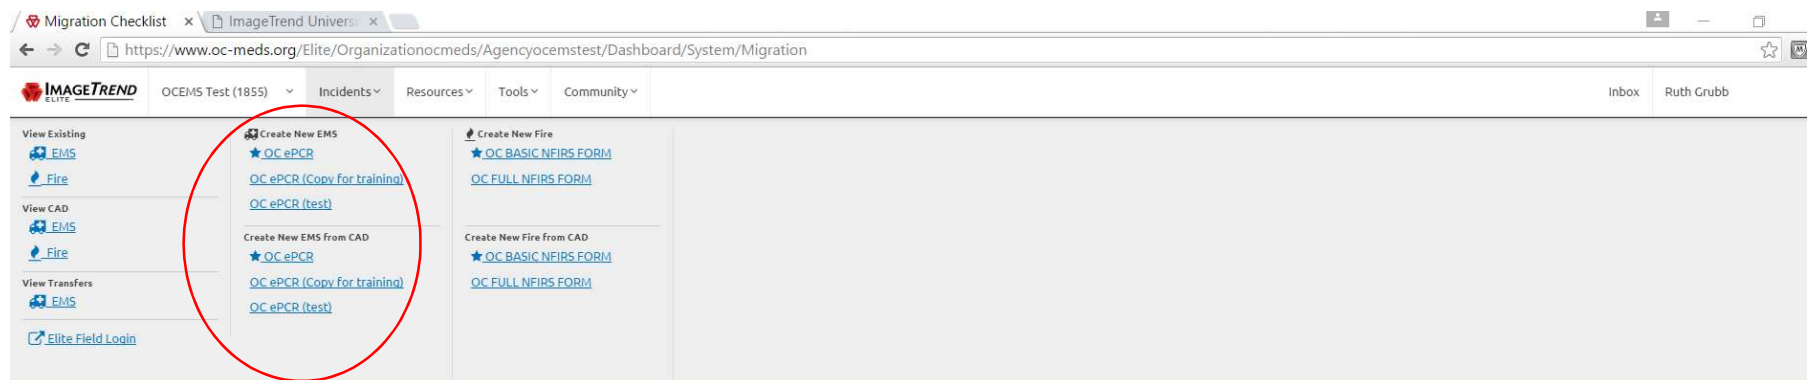 Migration Checklist
ImageTrend Universi
https://www.oc-meds.org/Elite/Organizationocmeds/Agencyocemstest/Dashboard/System/Migration
IMAGETREND ELITE
OCEMS Test (1855)
Incidents
Resources
Tools
Community
Inbox
Ruth Grubb
View Existing
EMS
Fire
View CAD
EMS
Fire
View Transfers
EMS
Elite Field Login
Create New EMS
OC ePCR
OC ePCR (Copy for training)
OC ePCR (test)
Create New EMS from CAD
OC ePCR
OC ePCR (Copy for training)
OC ePCR (test)
Create New Fire
OC BASIC NFIRS FORM
OC FULL NFIRS FORM
Create New Fire from CAD
OC BASIC NFIRS FORM
OC FULL NFIRS FORM